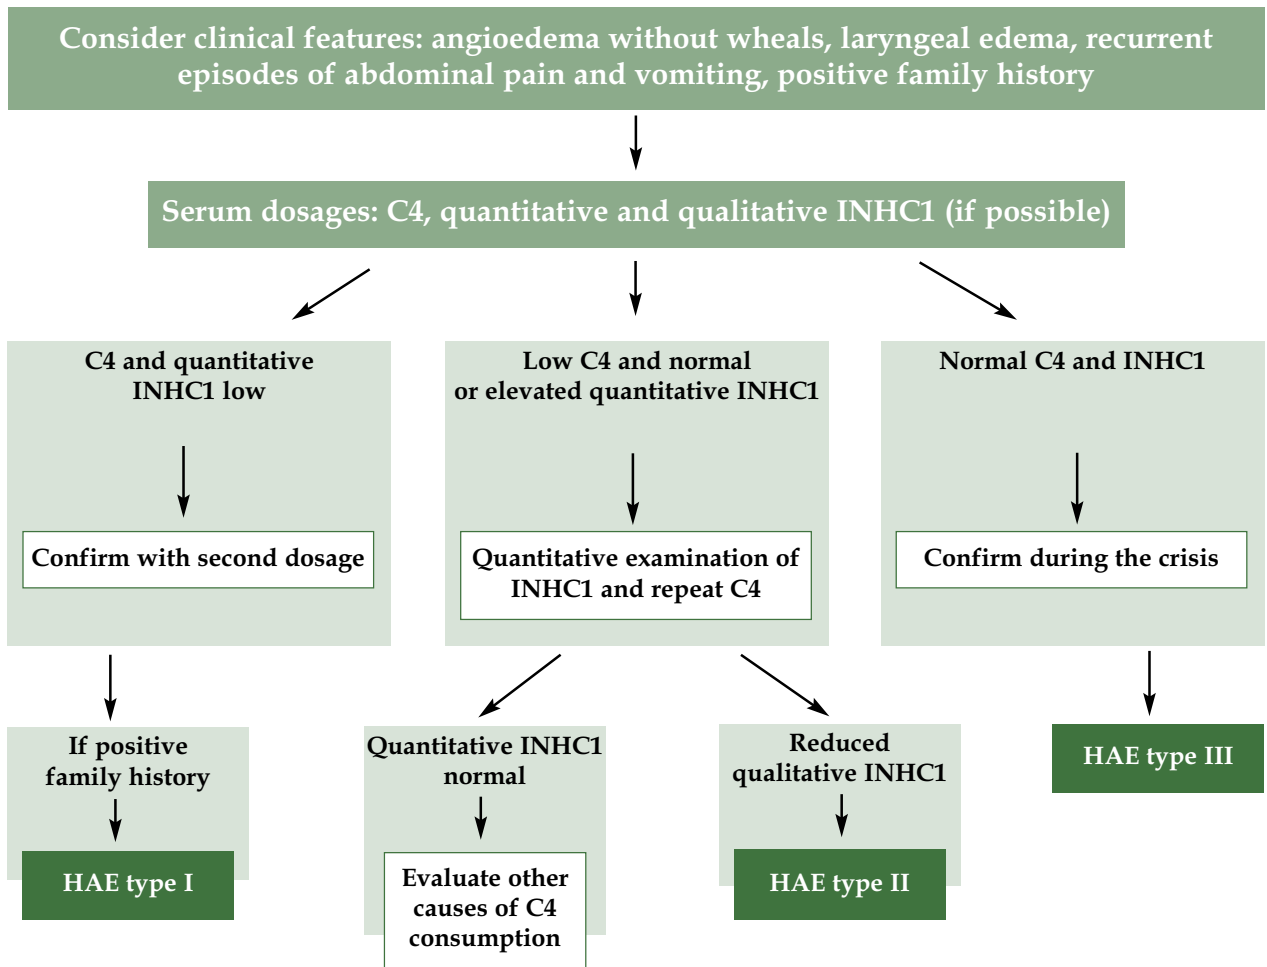 Consider clinical features: angioedema without wheals, laryngeal edema, recurrent
episodes of abdominal pain and vomiting, positive family history
Serum dosages: C4, quantitative and qualitative INHC1 (if possible)
C4 and quantitative
INHC1 low
Confirm with second dosage
Low C4 and normal
or elevated quantitative INHC1
Quantitative examination of
INHC1 and repeat C4
Normal C4 and INHC1
Confirm during the crisis
If positive
family history
HAE type I
Quantitative INHC1
normal
Evaluate other
causes of C4
consumption
Reduced
qualitative INHC1
HAE type II
HAE type III